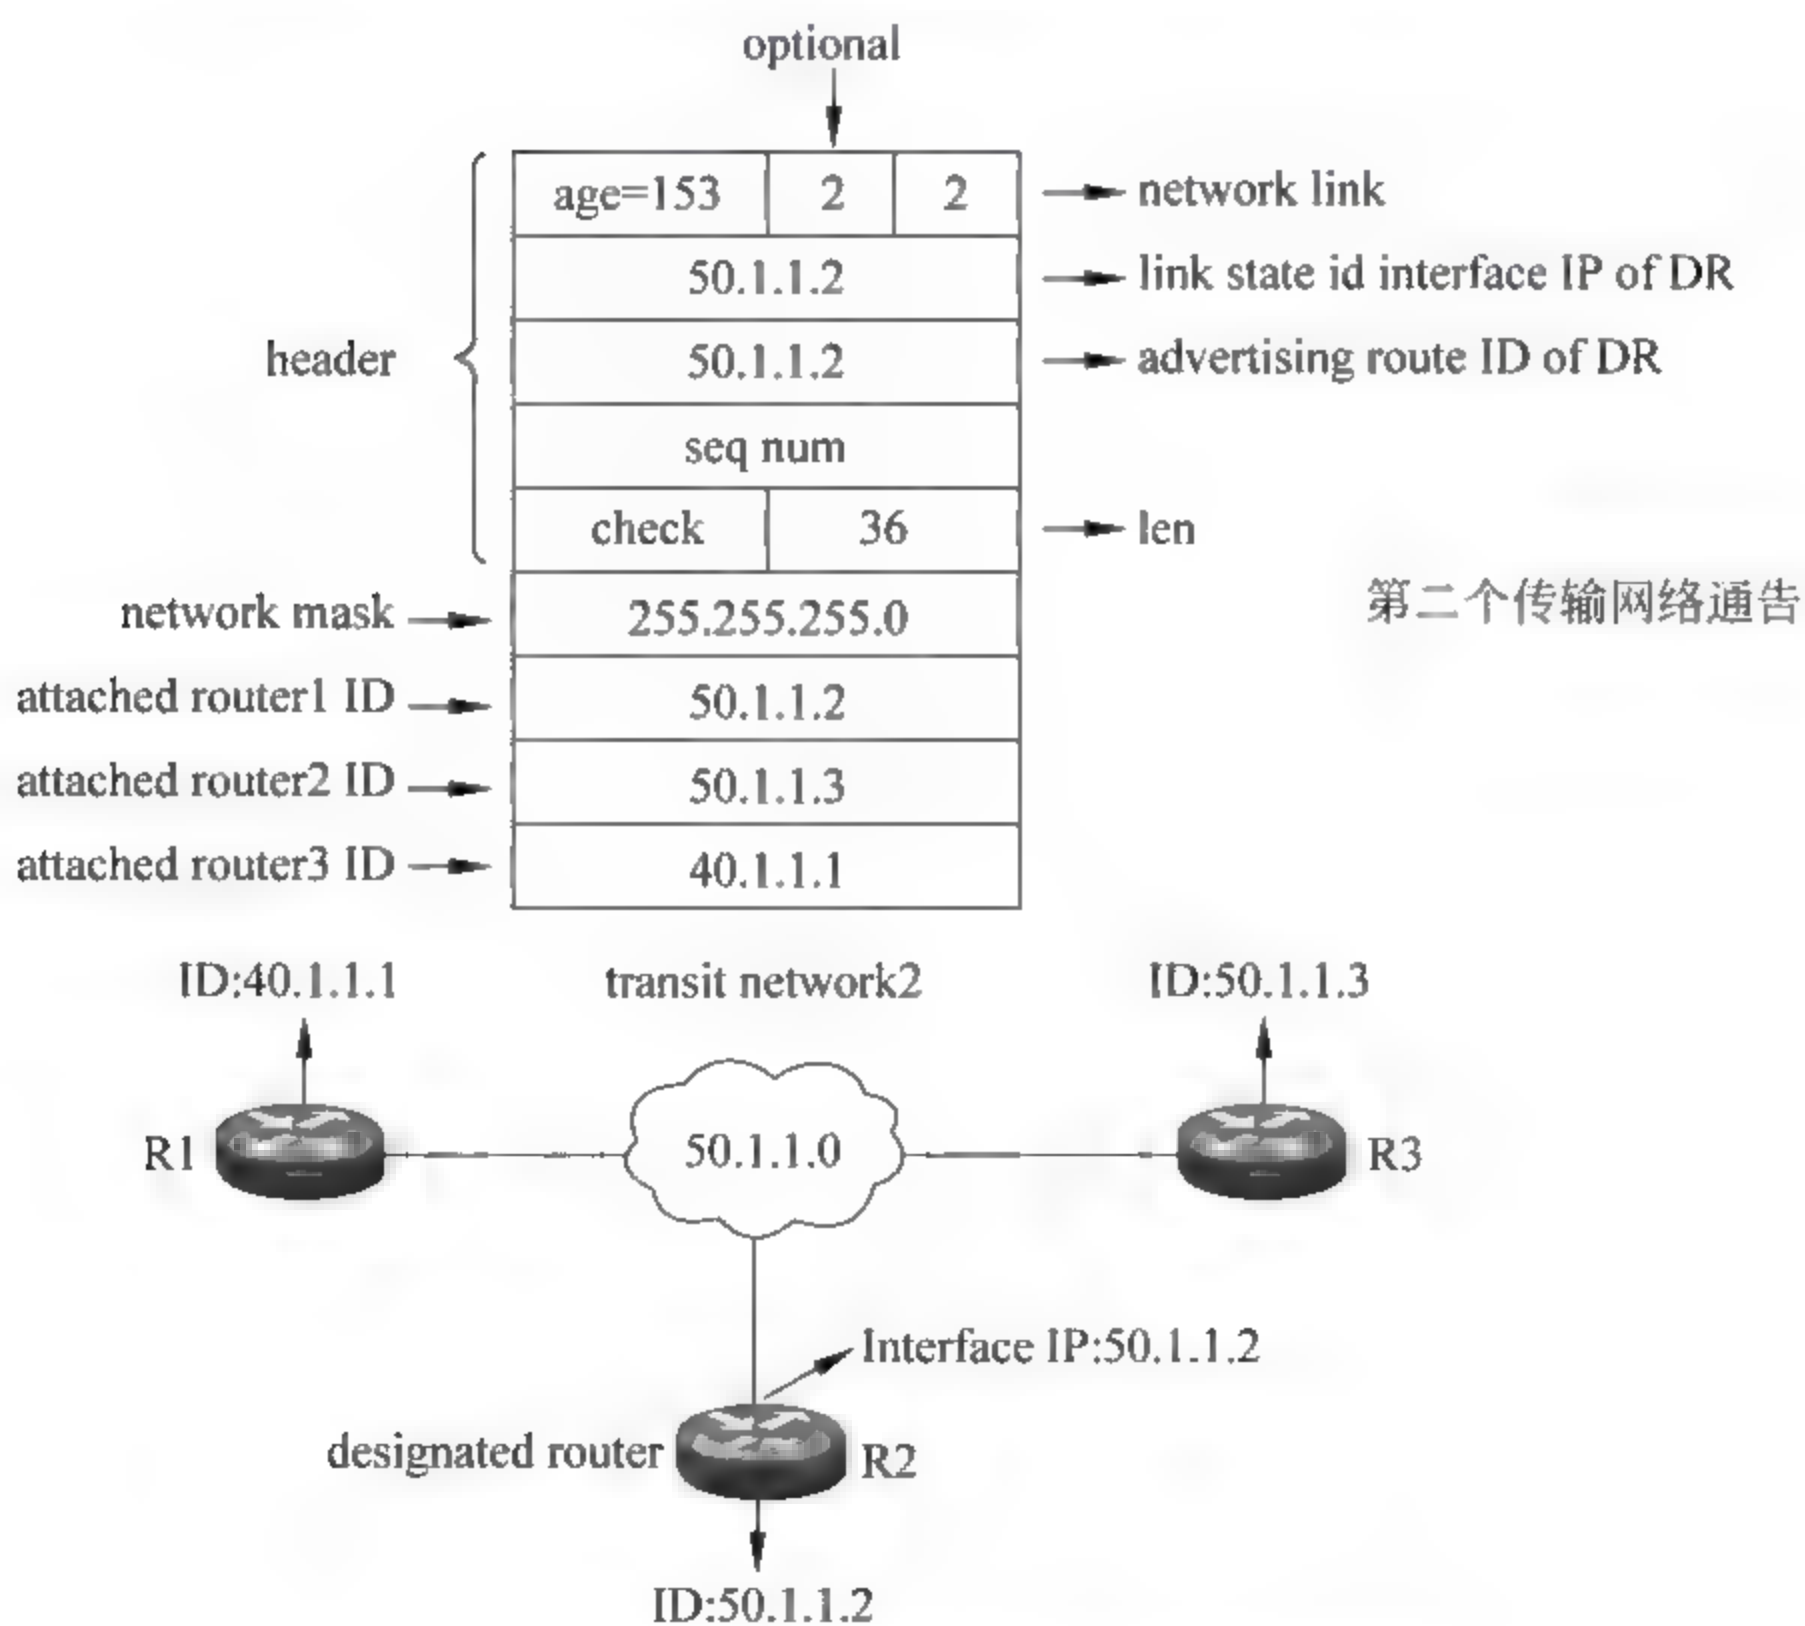 optional
age=153 2 2 network link
50.1.1.2 link state id interface IP of DR
header 50.1.1.2 advertising route ID of DR
seq num
check 36 len
第二个传输网络通告
network mask 255.255.255.0
attached router1 ID 50.1.1.2
attached router2 ID 50.1.1.3
attached router3 ID 40.1.1.1
ID:40.1.1.1 transit network2 ID:50.1.1.3
R1 50.1.1.0 R3
Interface IP:50.1.1.2
designated router R2
ID:50.1.1.2